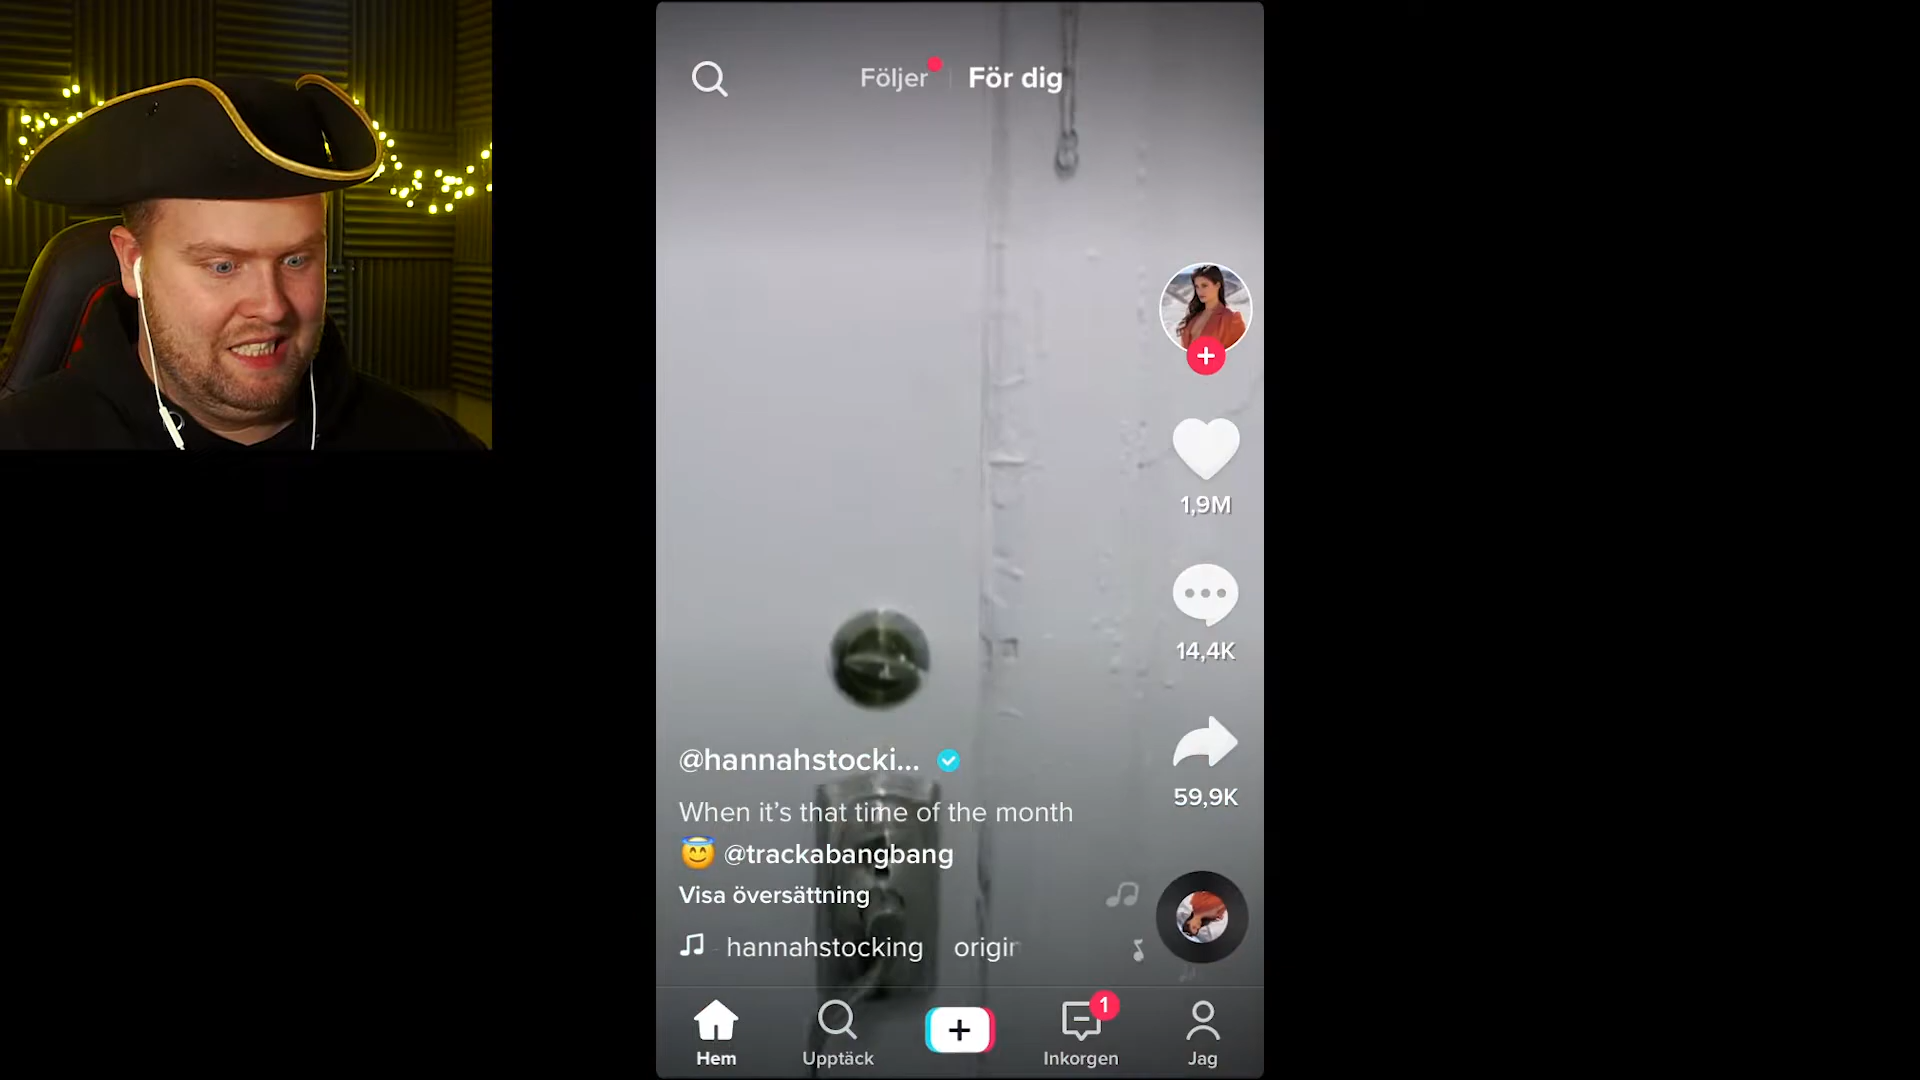 Följer För dig
1,9M
14,4K
@hannahstocki...
59,9K
When it’s that time of the month
😇 @trackabangbang
Visa översättning
hannahstocking origin
1
Hem Upptäck Inkorgen Jag